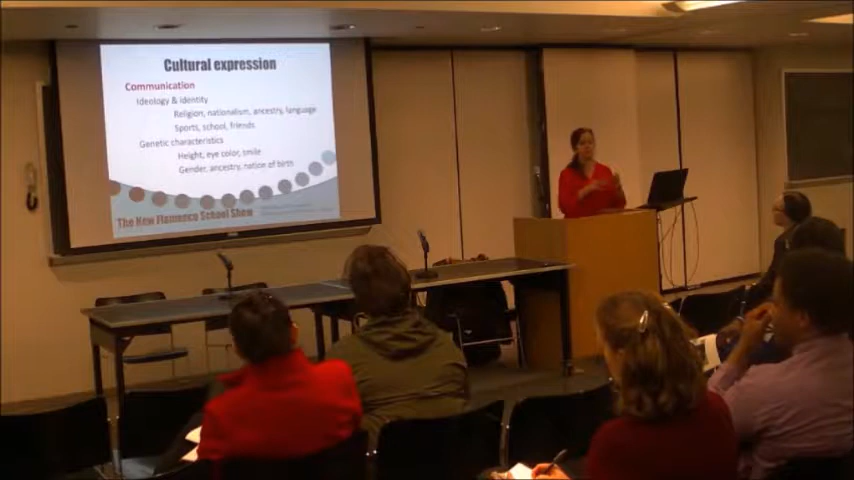 Cultural expression
Communication
Ideology & identity
Religion, nationalism, ancestry, language
Sports, school, friends
Genetic characteristics
Height, eye color, smile
Gender, ancestry, nation of birth
The New Flamenco School Show